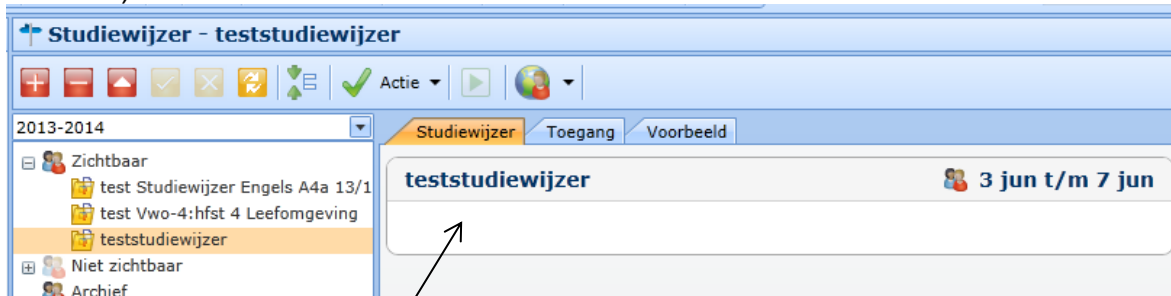 Studiewijzer - teststudiewijzer
Actie
2013-2014
Studiewijzer Toegang Voorbeeld
Zichtbaar
test Studiewijzer Engels A4a 13/1
test Vwo-4:hfst 4 Leefomgeving
teststudiewijzer
Niet zichtbaar
Archief
teststudiewijzer 3 jun t/m 7 jun